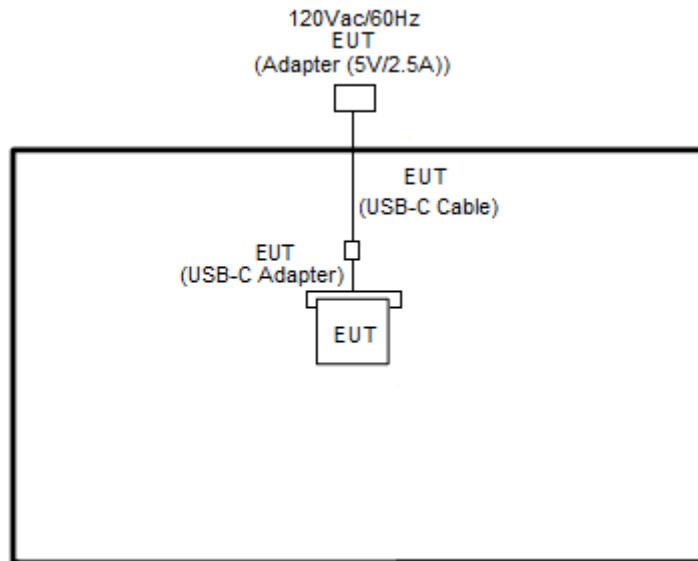 120Vac/60Hz
EUT
(Adapter (5V/2.5A))
EUT
(USB-C Cable)
EUT
(USB-C Adapter)
EUT